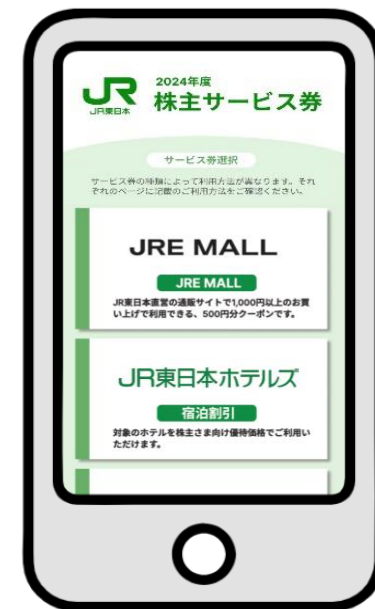 JR
JR東日本
2024年度
株主サービス券
サービス券選択
サービス券の種類によって利用方法が異なります。それ
ぞれのページに記載のご利用方法をご確認ください。
JRE MALL
JRE MALL
JR東日本直営の通販サイトで1,000円以上のお買
い上げで利用できる、500円分クーポンです。
JR東日本ホテルズ
宿泊割引
対象のホテルを株主さま向け優待価格でご利用い
ただけます。